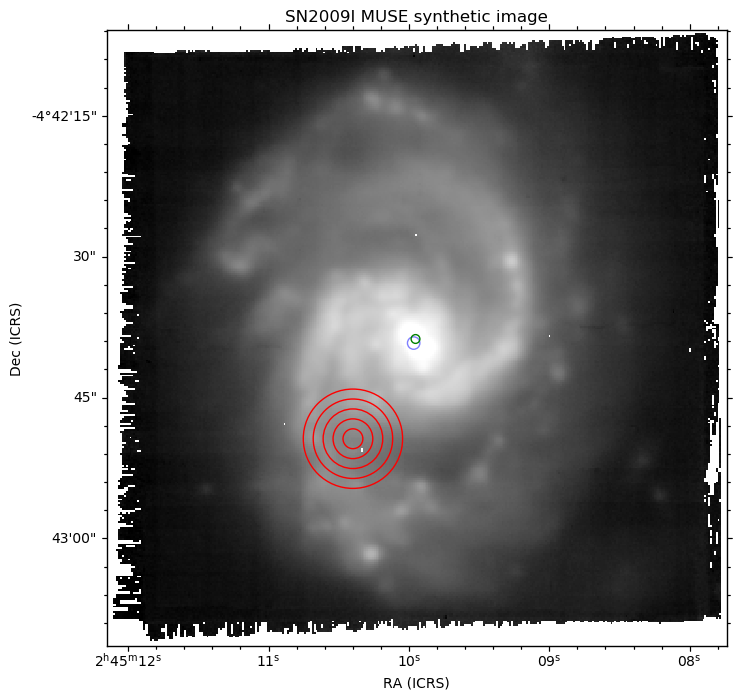 SN2009I MUSE synthetic image
-4°42'15"
30"
45"
43'00"
Dec (ICRS)
2ʰ45ᵐ12ˢ
11ˢ
10ˢ
09ˢ
08ˢ
RA (ICRS)